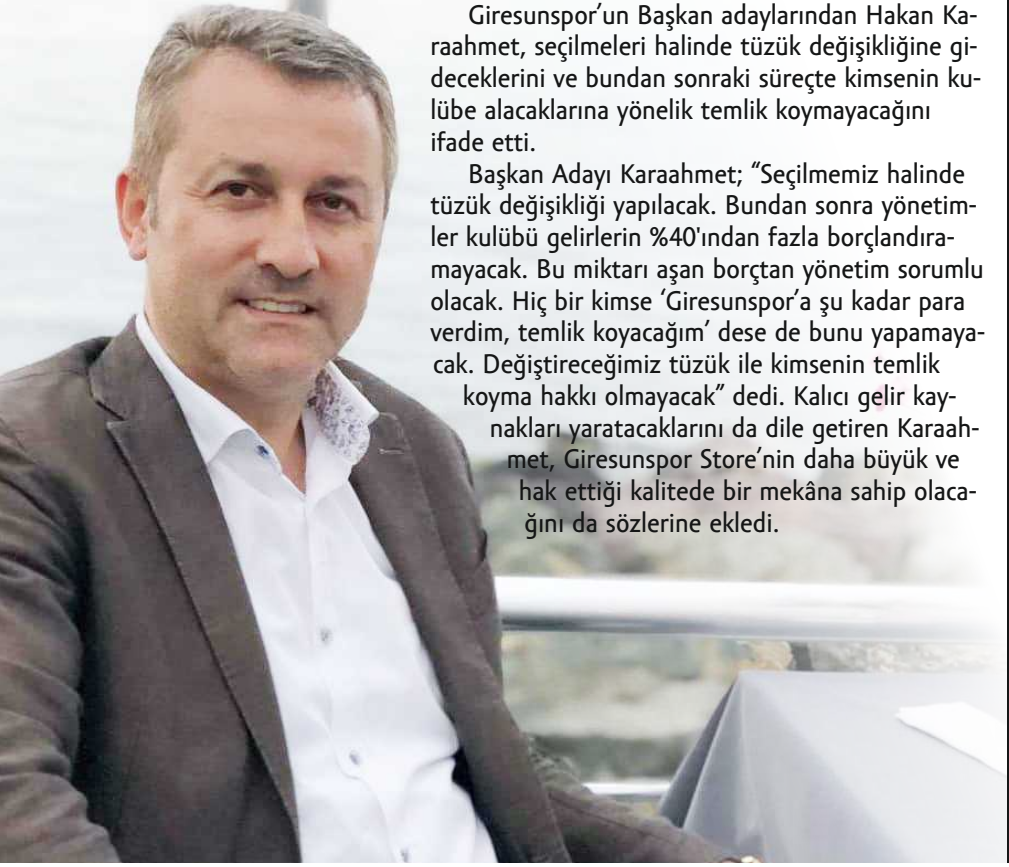 Giresunspor’un Başkan adaylarından Hakan Ka-
raahmet, seçilmeleri halinde tüzük değişikliğine gi-
deceklerini ve bundan sonraki süreçte kimsenin ku-
lübe alacaklarına yönelik temlik koymayacağını
ifade etti.
Başkan Adayı Karaahmet; “Seçilmemiz halinde
tüzük değişikliği yapılacak. Bundan sonra yönetim-
ler kulübü gelirlerin %40'ından fazla borçlandıra-
mayacak. Bu miktarı aşan borçtan yönetim sorumlu
olacak. Hiç bir kimse ‘Giresunspor’a şu kadar para
verdim, temlik koyacağım’ dese de bunu yapamaya-
cak. Değiştireceğimiz tüzük ile kimsenin temlik
koyma hakkı olmayacak” dedi. Kalıcı gelir kay-
nakları yaratacaklarını da dile getiren Karaah-
met, Giresunspor Store’nin daha büyük ve
hak ettiği kalitede bir mekâna sahip olaca-
ğını da sözlerine ekledi.